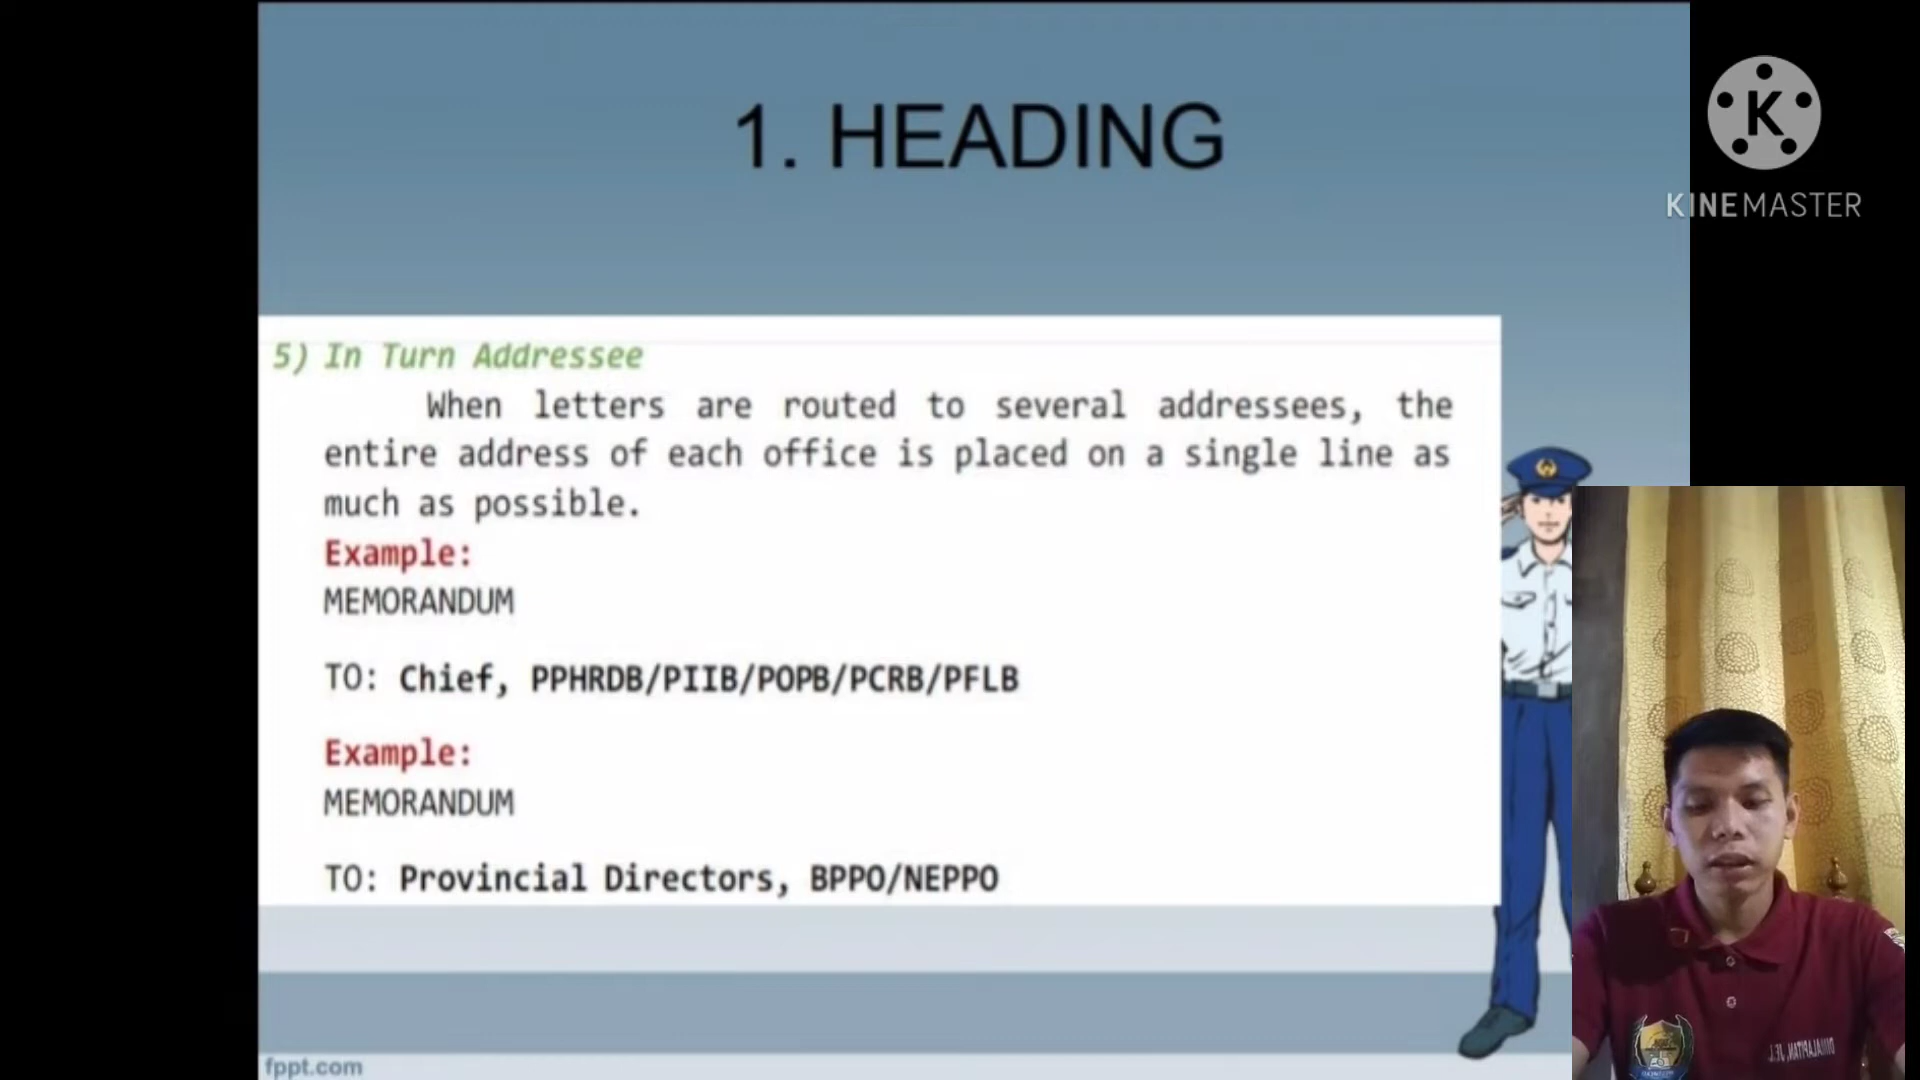 1. HEADING
K
KINEMASTER
5) In Turn Addressee
When letters are routed to several addressees, the
entire address of each office is placed on a single line as
much as possible.
Example:
MEMORANDUM
TO: Chief, PPHRDB/PIIB/POPB/PCRB/PFLB
Example:
MEMORANDUM
TO: Provincial Directors, BPPO/NEPPO
fppt.com